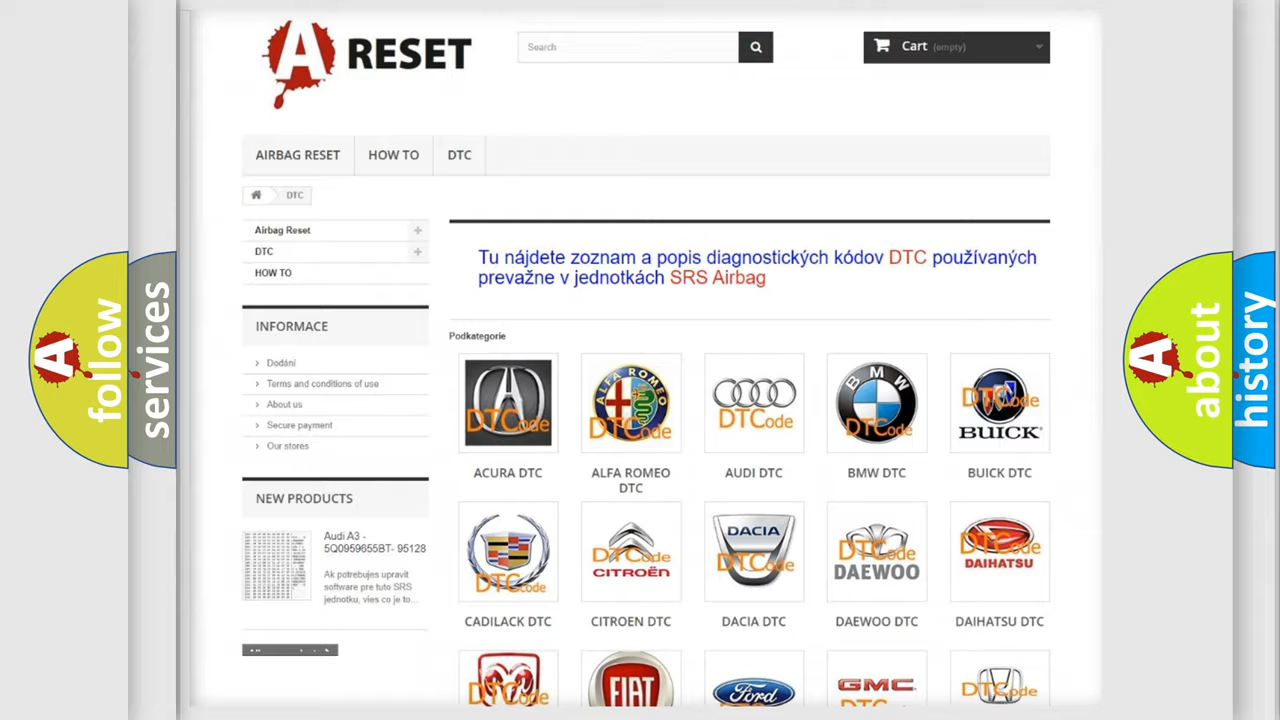 A RESET
Search
Cart (empty)
AIRBAG RESET
HOW TO
DTC
DTC
Airbag Reset
DTC
HOW TO
Tu nájdete zoznam a popis diagnostických kódov DTC používaných
prevažne v jednotkách SRS Airbag
INFORMACE
Dodání
Terms and conditions of use
About us
Secure payment
Our stores
NEW PRODUCTS
Audi A3 -
5Q0959655BT- 95128
Ak potrebujes upravit
software pre tuto SRS
jednotku, vies co je to...
Podkategorie
DTCode
ALFA ROMEO
DTCode
DTCode
BMW
DTCode
DTCode
BUICK
ACURA DTC
ALFA ROMEO
DTC
AUDI DTC
BMW DTC
BUICK DTC
DTCode
DTCode
CITROËN
DACIA
DTCode
DTCode
DAEWOO
DTCode
DAIHATSU
CADILACK DTC
CITROEN DTC
DACIA DTC
DAEWOO DTC
DAIHATSU DTC
DTCode
FIAT
Ford
GMC
DTCode
A follow
services
A about
history